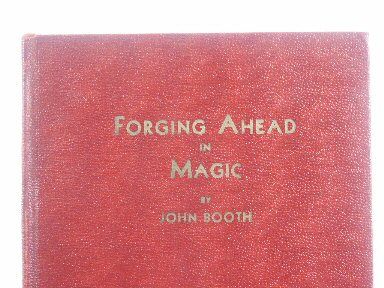 FORGING AHEAD
IN
MAGIC
BY
JOHN BOOTH